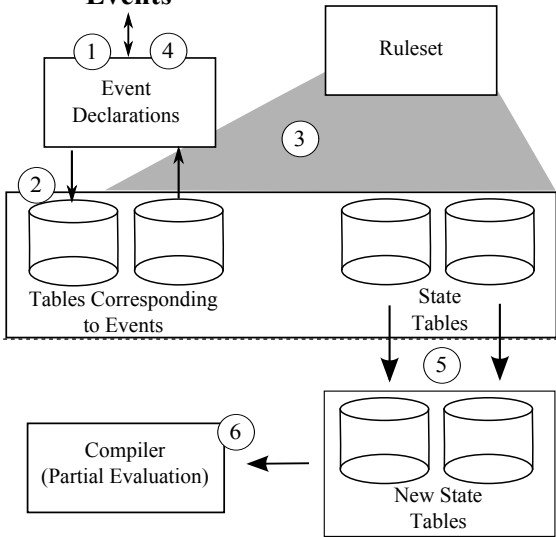 Events
1
4
Ruleset
Event
Declarations
3
2
Tables Corresponding
to Events
State
Tables
5
6
Compiler
(Partial Evaluation)
New State
Tables